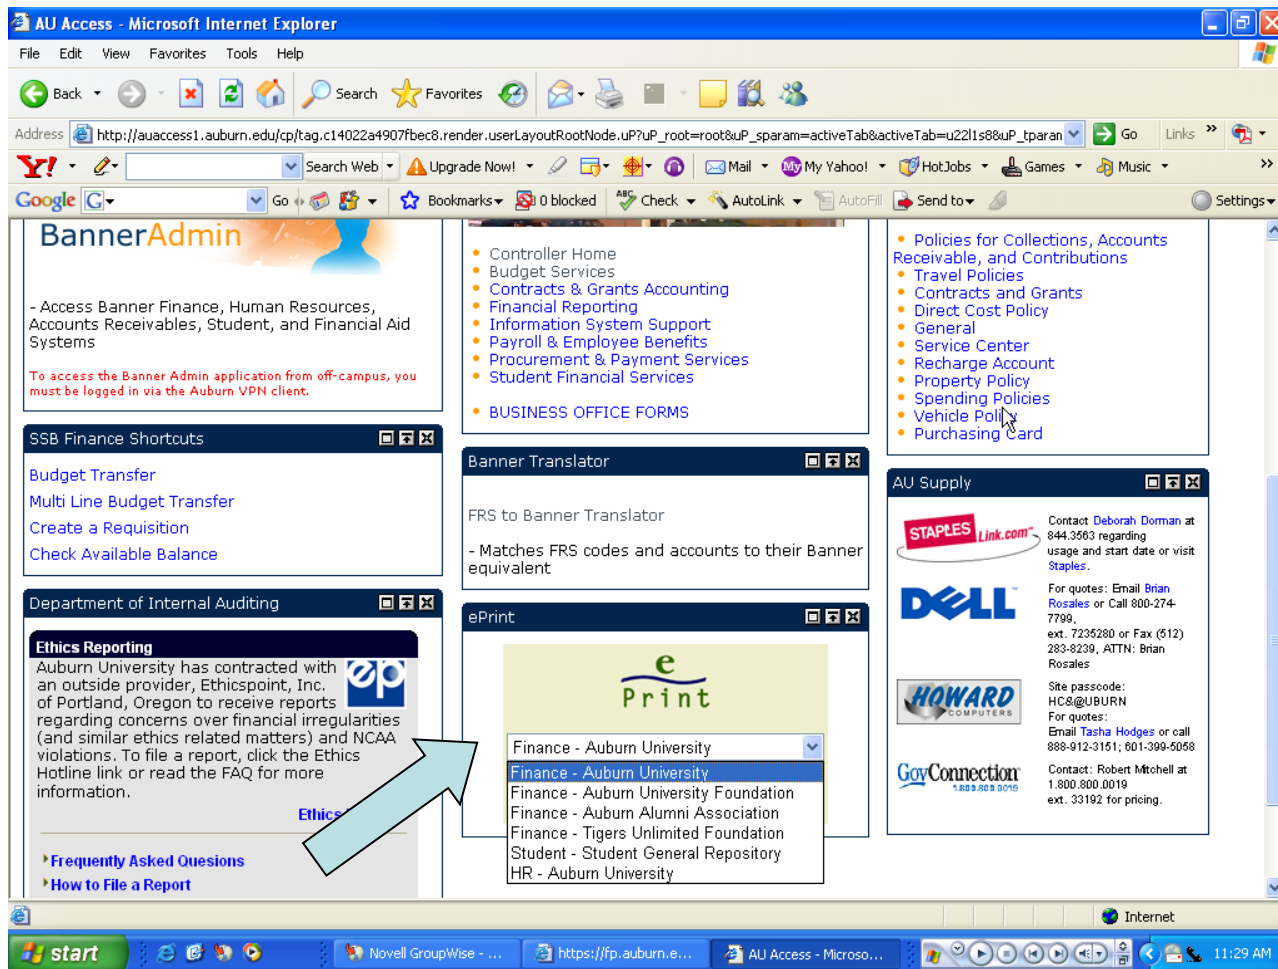 AU Access - Microsoft Internet Explorer
File Edit View Favorites Tools Help
Back Search Favorites
Address http://auaccess1.auburn.edu/cp/tag.c14022a4907fbec8.render.userLayoutRootNode.uP?uP_root=root&uP_sparam=activeTab&activeTab=u22l1s8&uP_tparan Go Links »
Y! Search Web Upgrade Now! Mail My My Yahoo! HotJobs Games Music »
Google G Go Bookmarks 0 blocked ABC Check AutoLink AutoFill Send to Settings
BannerAdmin
- Access Banner Finance, Human Resources,
Accounts Receivables, Student, and Financial Aid
Systems
To access the Banner Admin application from off-campus, you
must be logged in via the Auburn VPN client.
SSB Finance Shortcuts
Budget Transfer
Multi Line Budget Transfer
Create a Requisition
Check Available Balance
Department of Internal Auditing
Ethics Reporting
ep
Auburn University has contracted with
an outside provider, Ethicspoint, Inc.
of Portland, Oregon to receive reports
regarding concerns over financial irregularities
(and similar ethics related matters) and NCAA
violations. To file a report, click the Ethics
Hotline link or read the FAQ for more
information.
Ethics
Frequently Asked Quesions
How to File a Report
Controller Home
Budget Services
Contracts & Grants Accounting
Financial Reporting
Information System Support
Payroll & Employee Benefits
Procurement & Payment Services
Student Financial Services
BUSINESS OFFICE FORMS
Banner Translator
FRS to Banner Translator
- Matches FRS codes and accounts to their Banner
equivalent
ePrint
e
Print
Finance - Auburn University
Finance - Auburn University
Finance - Auburn University Foundation
Finance - Auburn Alumni Association
Finance - Tigers Unlimited Foundation
Student - Student General Repository
HR - Auburn University
Policies for Collections, Accounts
Receivable, and Contributions
Travel Policies
Contracts and Grants
Direct Cost Policy
General
Service Center
Recharge Account
Property Policy
Spending Policies
Vehicle Policy
Purchasing Card
AU Supply
STAPLES Link.com
Contact Deborah Dorman at
844.3563 regarding
usage and start date or visit
Staples.
DELL
For quotes: Email Brian
Rosales or Call 800-274-
7799,
ext. 7235280 or Fax (512)
283-8239, ATTN: Brian
Rosales
HOWARD
COMPUTERS
Site passcode:
HC&@UBURN
For quotes:
Email Tasha Hodges or call
888-912-3151; 601-399-5058
GovConnection
1.800.800.0019
Contact: Robert Mitchell at
1.800.800.0019
ext. 33192 for pricing.
Internet
start Novell GroupWise - ... https://fp.auburn.e... AU Access - Microso... 11:29 AM